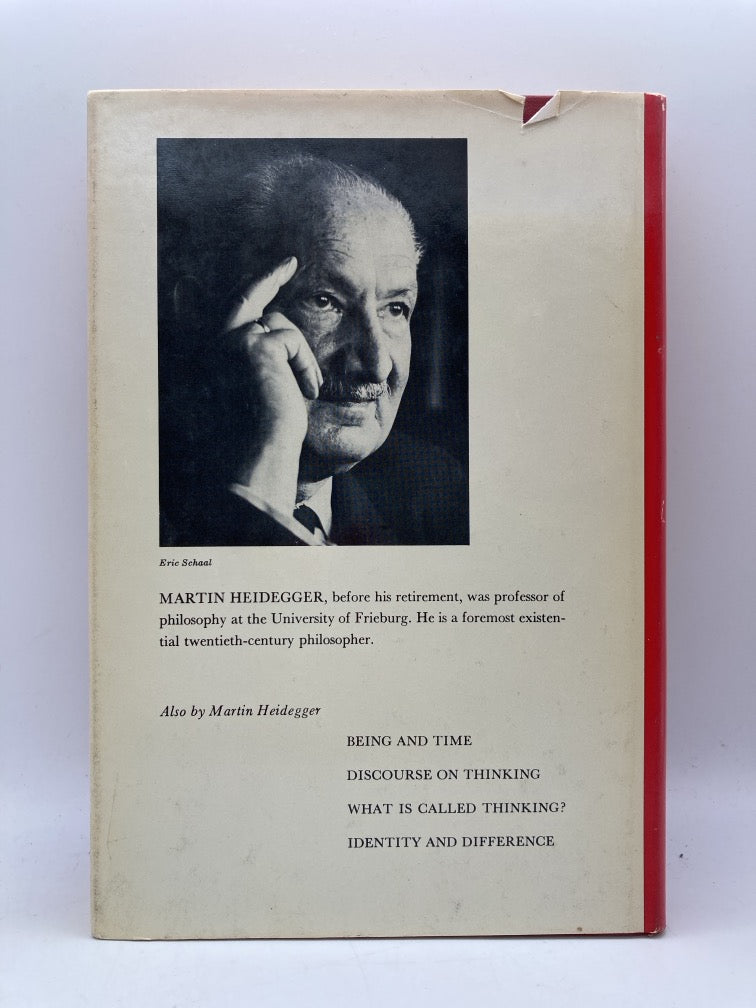 Eric Schaal
MARTIN HEIDEGGER, before his retirement, was professor of
philosophy at the University of Frieburg. He is a foremost existen-
tial twentieth-century philosopher.
Also by Martin Heidegger
BEING AND TIME
DISCOURSE ON THINKING
WHAT IS CALLED THINKING?
IDENTITY AND DIFFERENCE